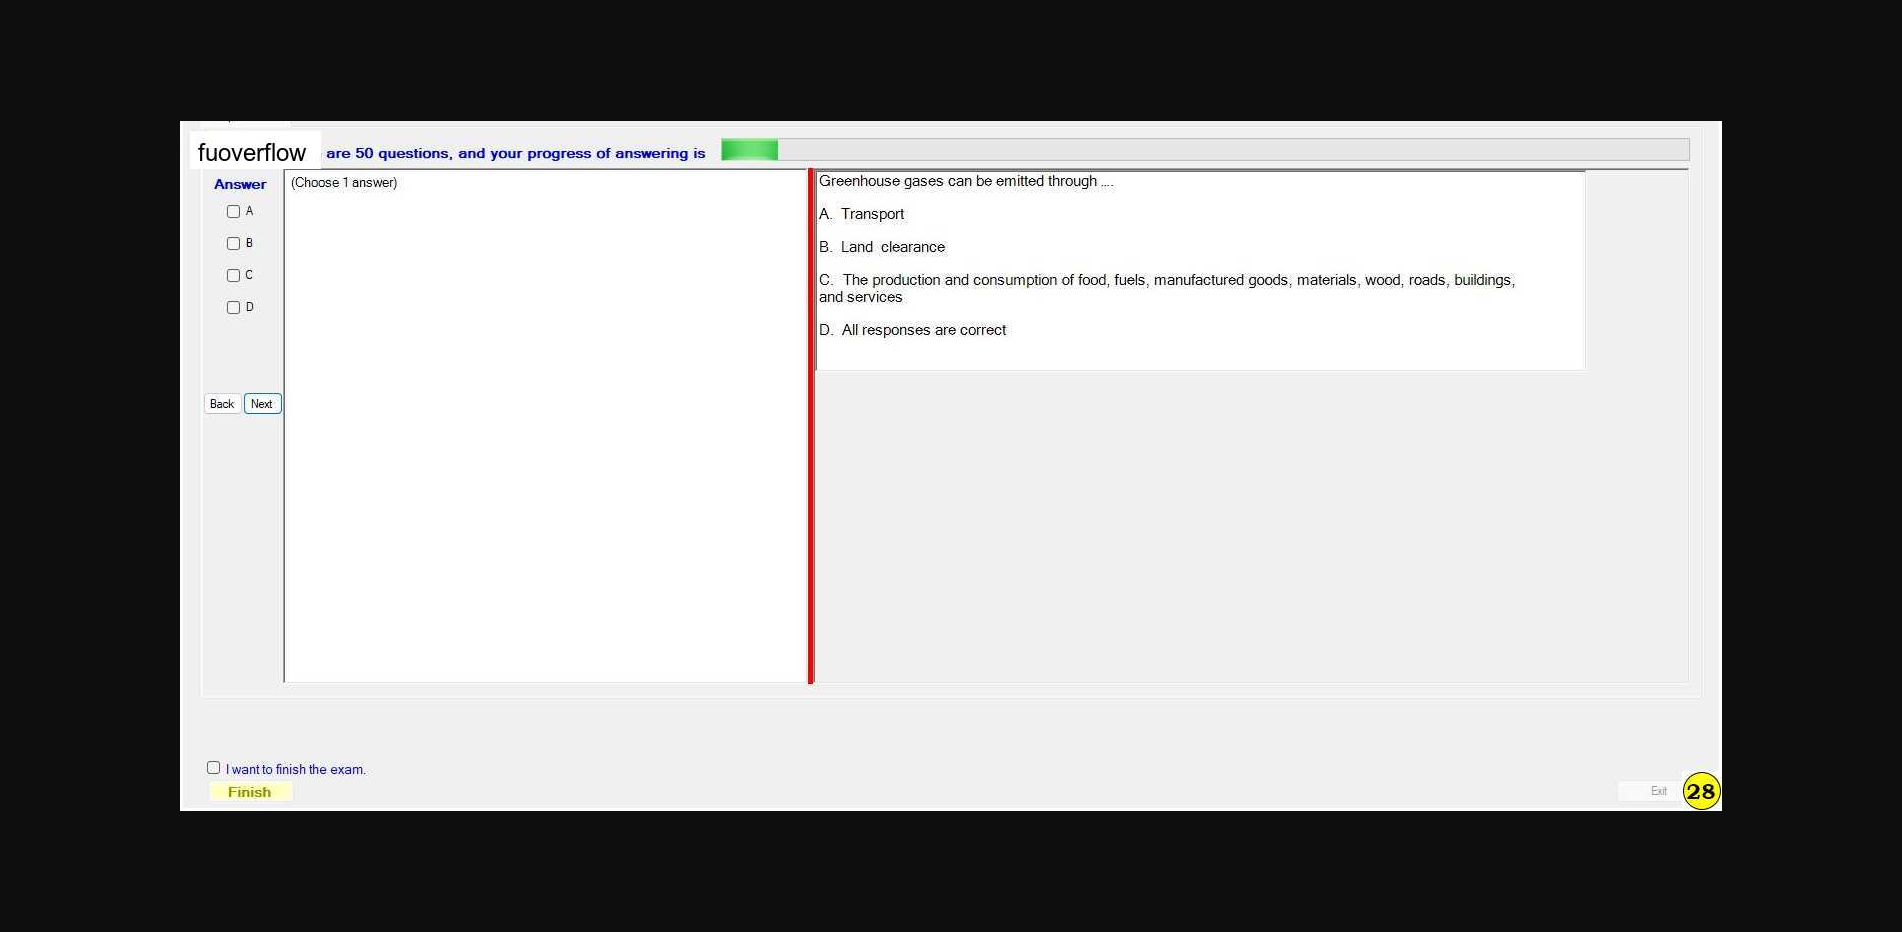 fuoverflow are 50 questions, and your progress of answering is
Answer
(Choose 1 answer)
A
B
C
D
Back Next
Greenhouse gases can be emitted through ....
A. Transport
B. Land clearance
C. The production and consumption of food, fuels, manufactured goods, materials, wood, roads, buildings,
and services
D. All responses are correct
I want to finish the exam.
Finish
Exit
28